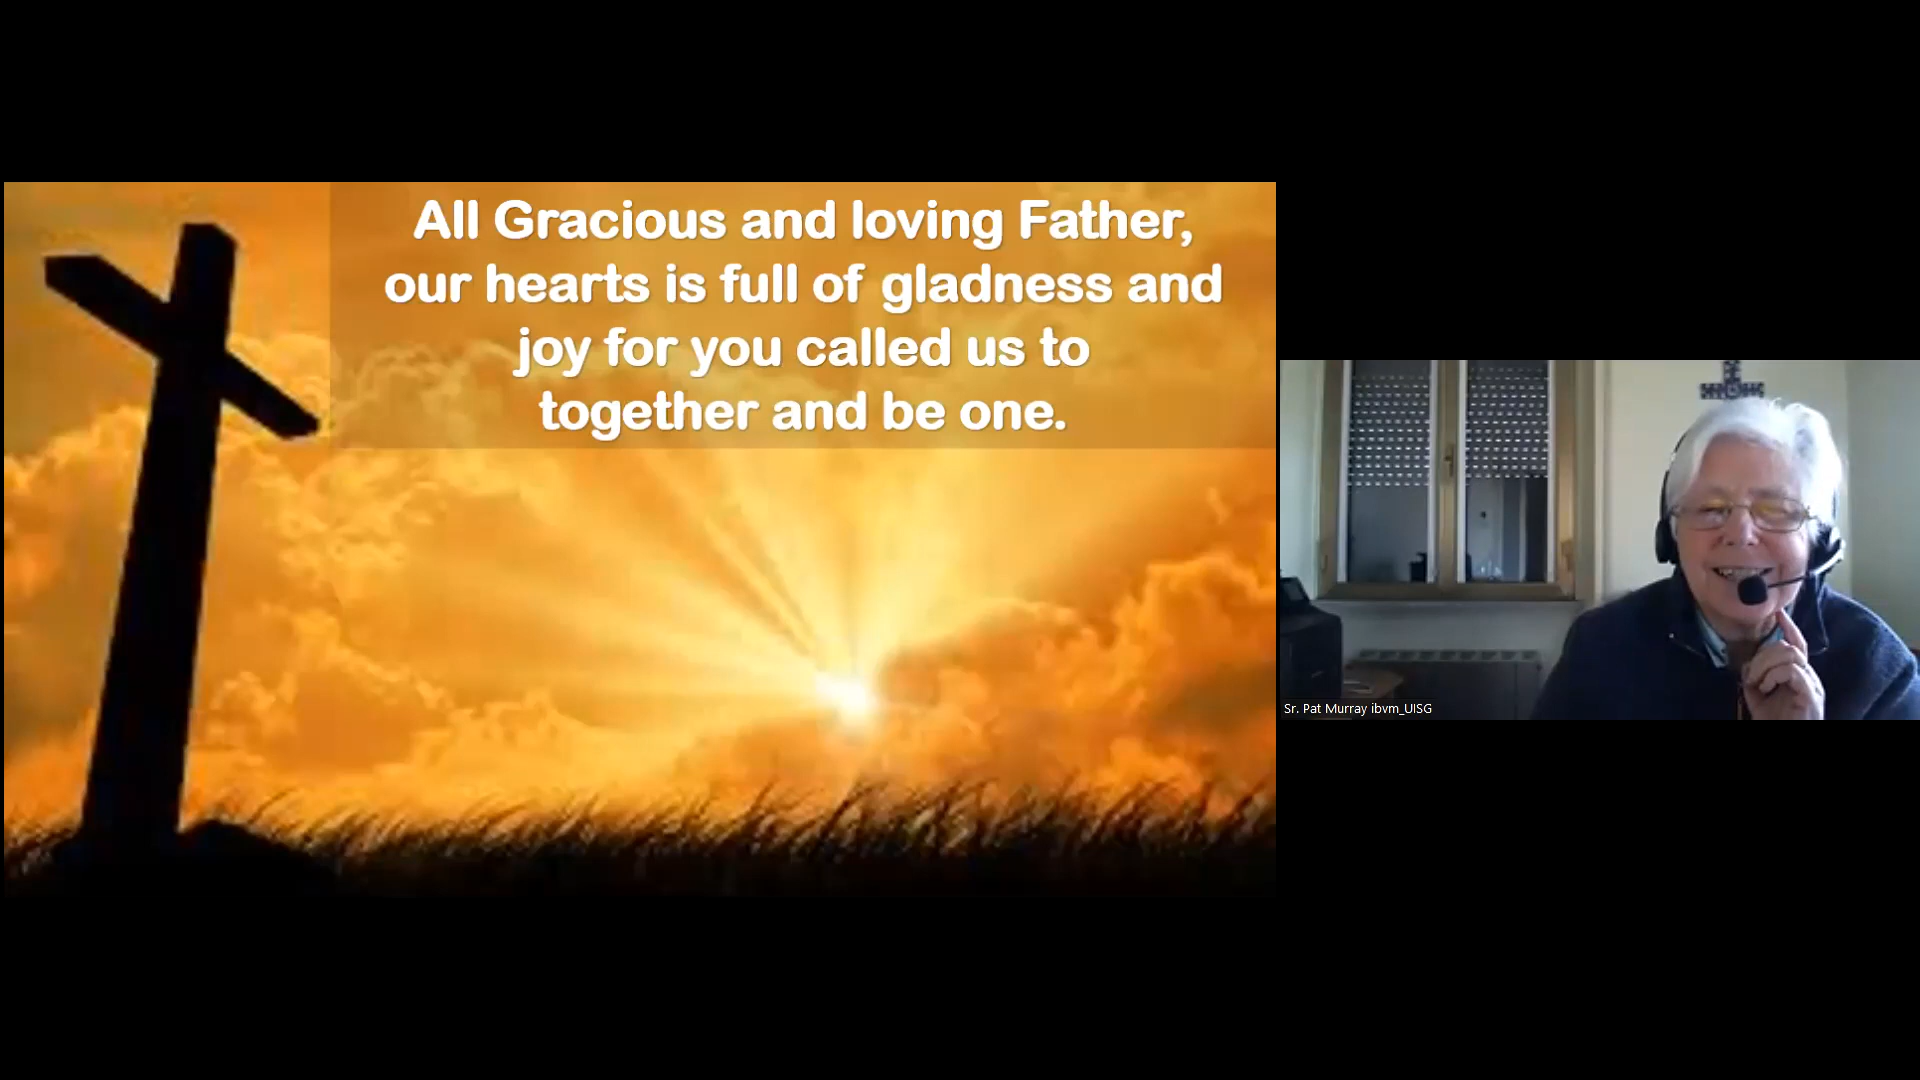 All Gracious and loving Father,
our hearts is full of gladness and
joy for you called us to
together and be one.
Sr. Pat Murray ibvm_UISG